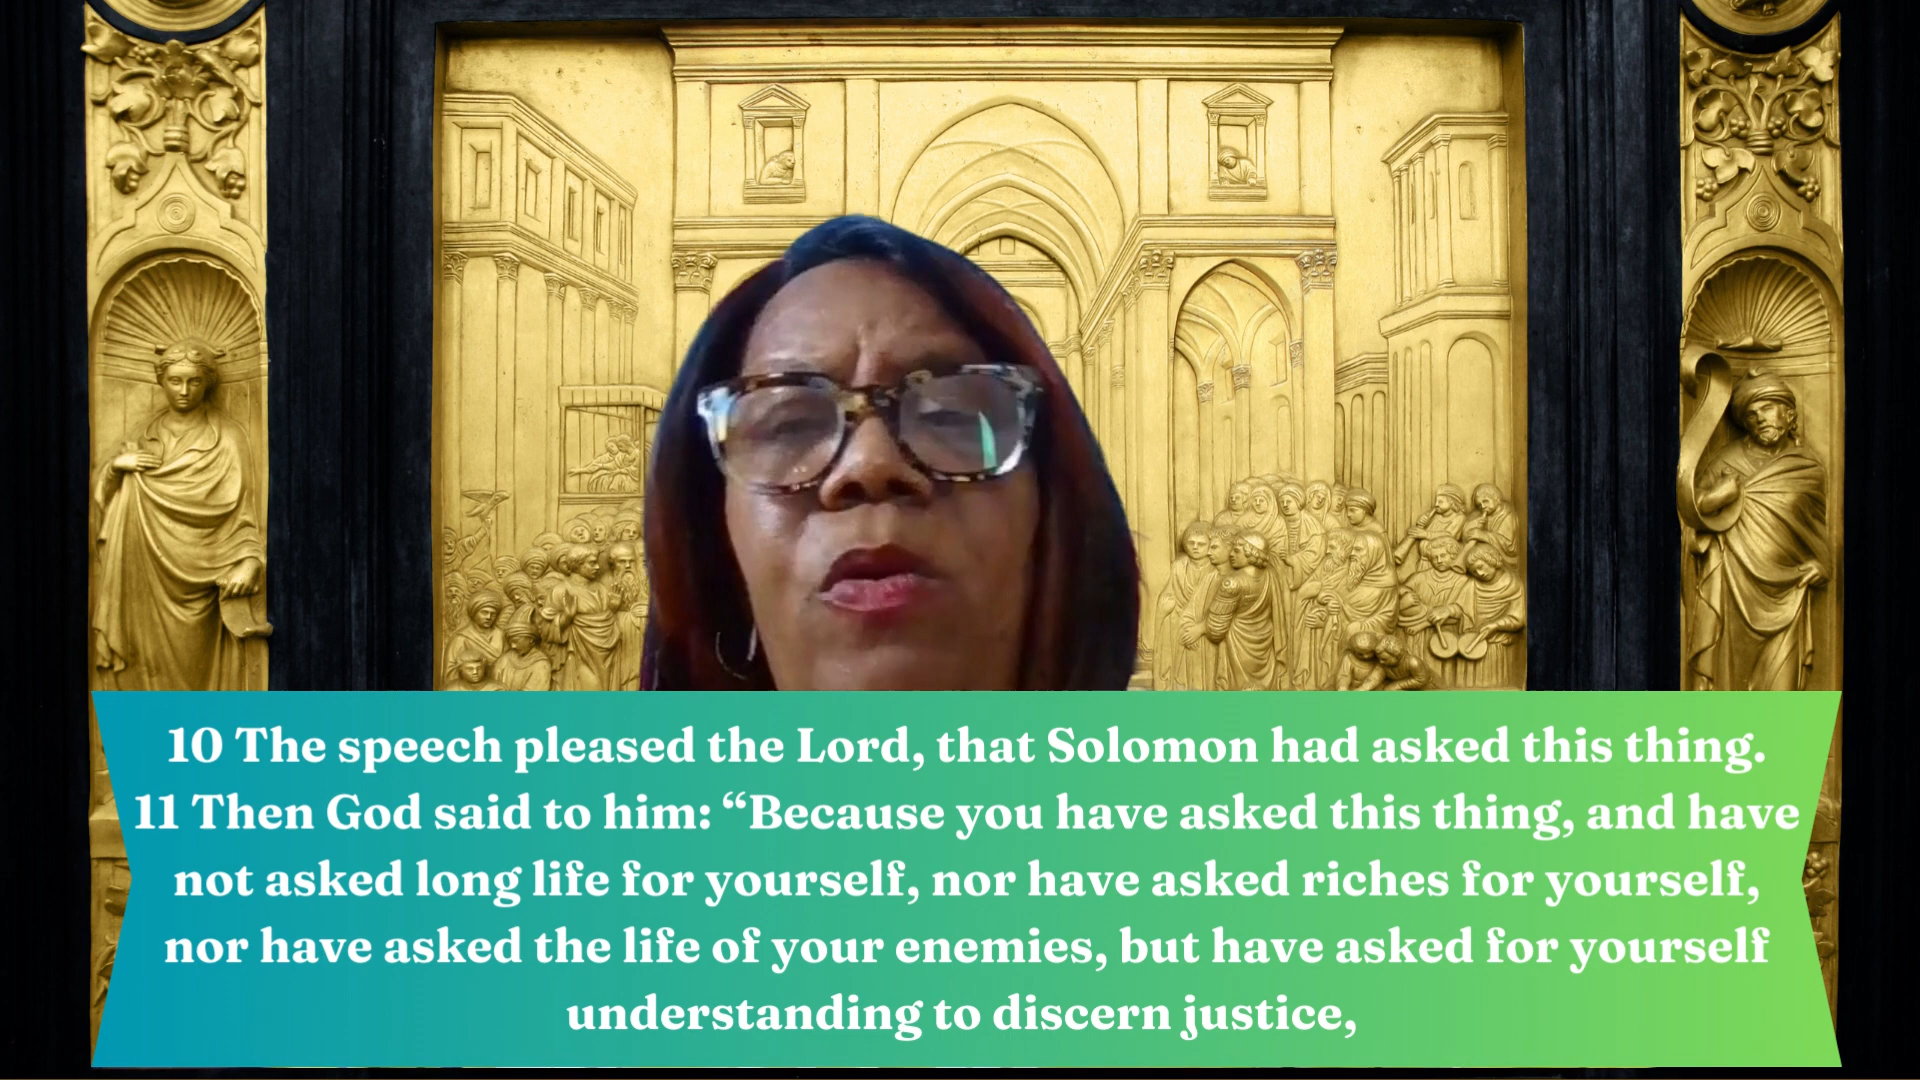 10 The speech pleased the Lord, that Solomon had asked this thing.
11 Then God said to him: “Because you have asked this thing, and have
not asked long life for yourself, nor have asked riches for yourself,
nor have asked the life of your enemies, but have asked for yourself
understanding to discern justice,